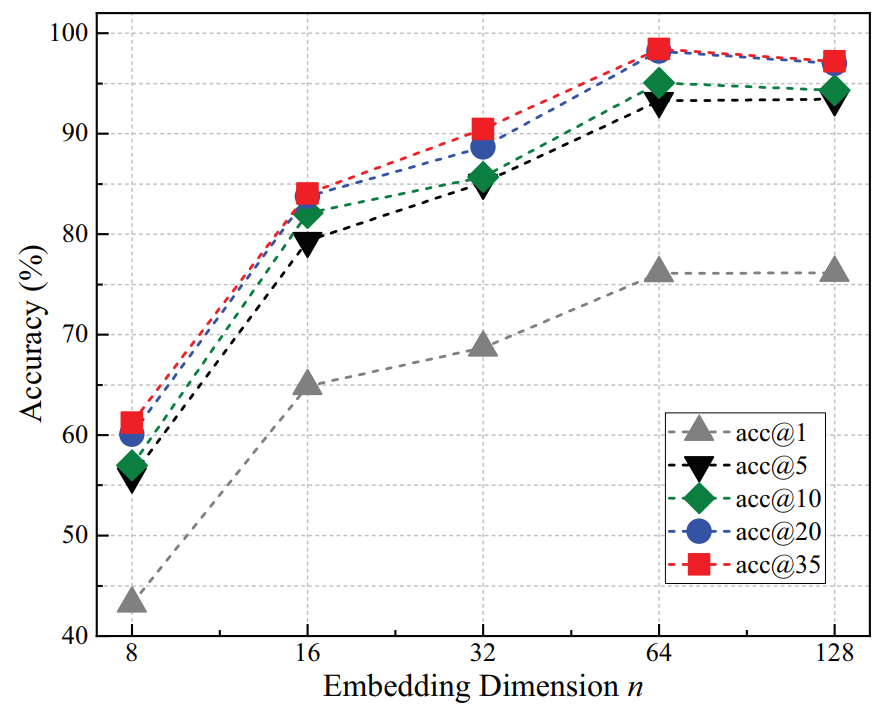 Accuracy (%)
100
90
80
70
60
50
40
8 16 32 64 128
Embedding Dimension n
acc@1
acc@5
acc@10
acc@20
acc@35